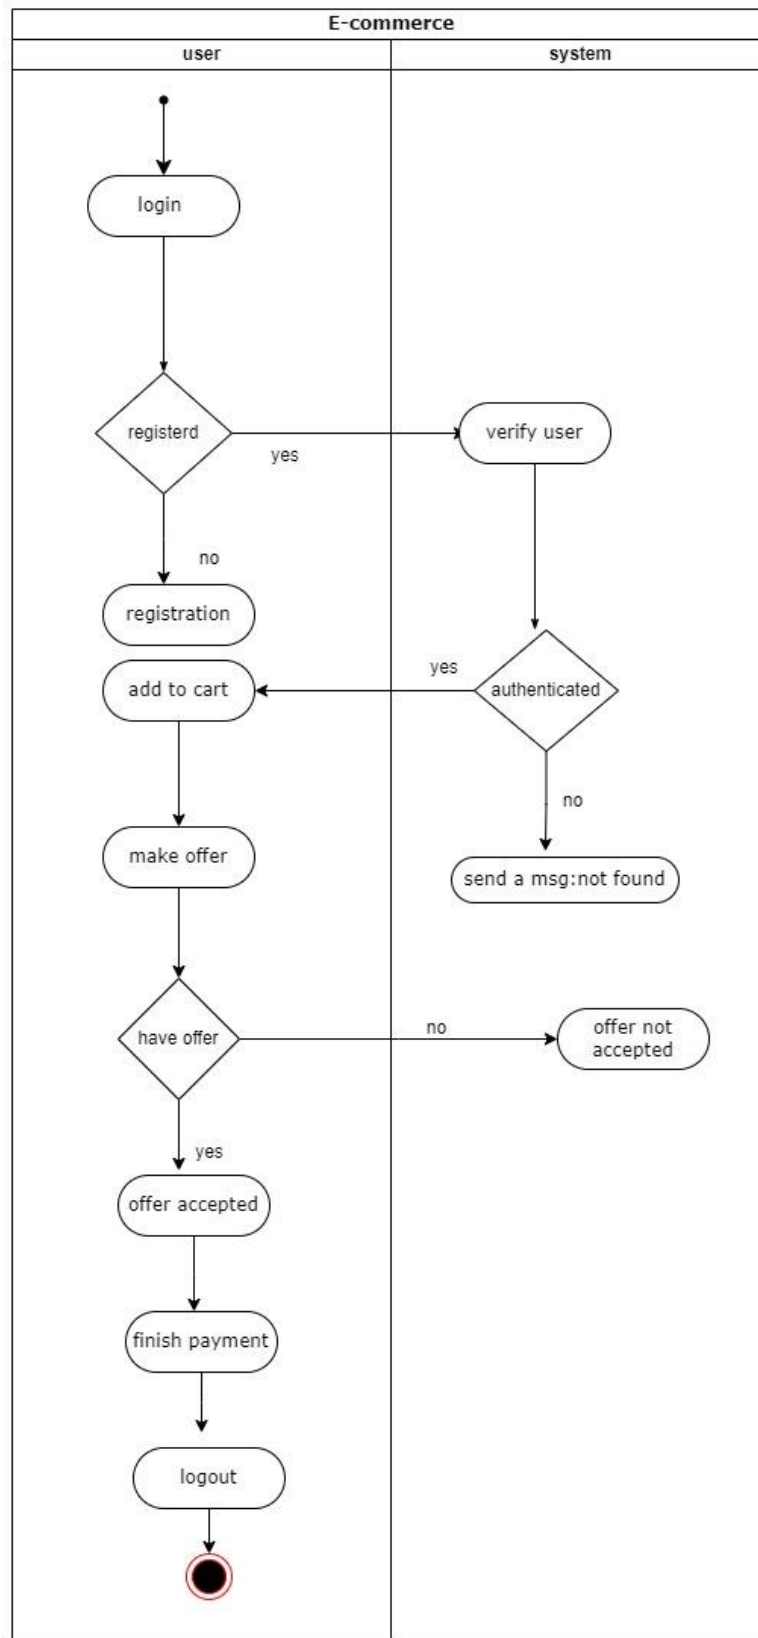 E-commerce
user
system
login
registerd
yes
verify user
no
registration
yes
add to cart
authenticated
no
make offer
send a msg:not found
have offer
no
offer not
accepted
yes
offer accepted
finish payment
logout